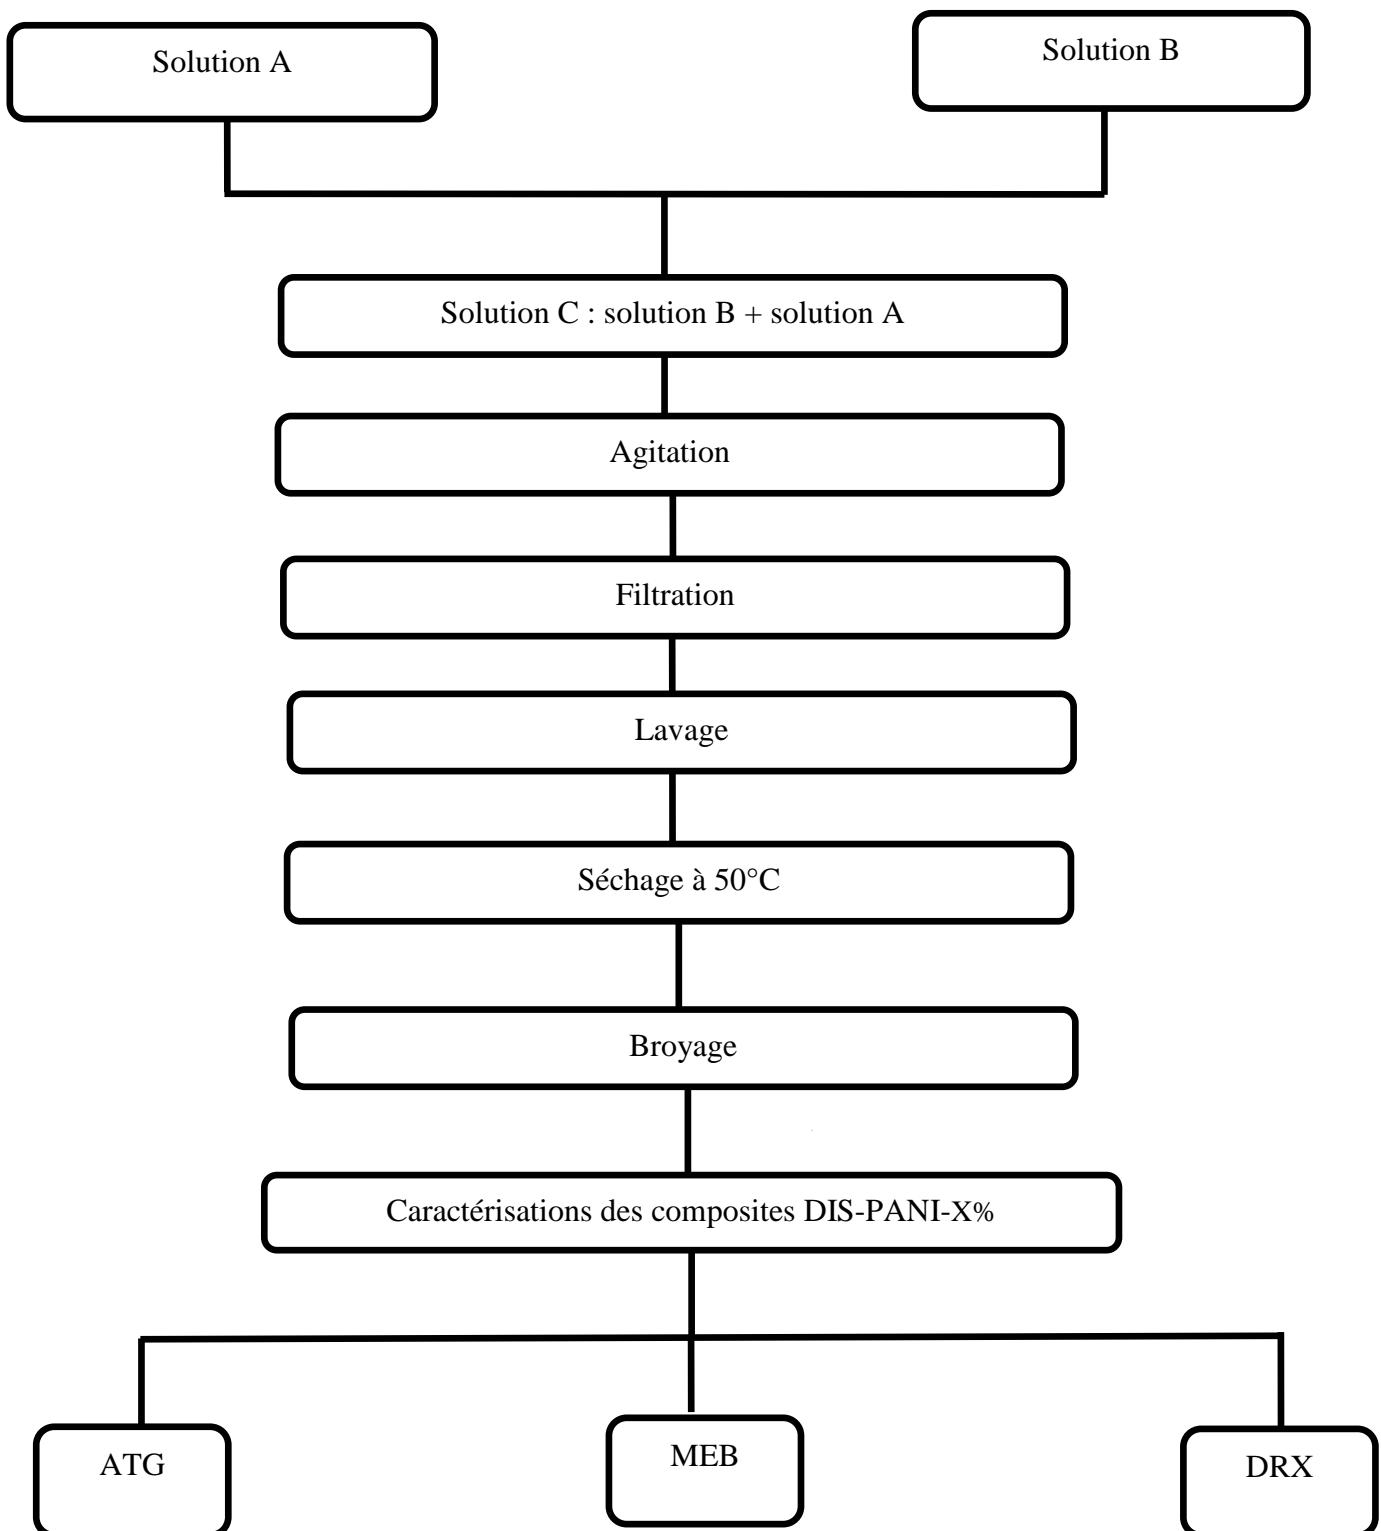 Solution A
Solution B
Solution C : solution B + solution A
Agitation
Filtration
Lavage
Séchage à 50°C
Broyage
Caractérisations des composites DIS-PANI-X%
ATG
MEB
DRX